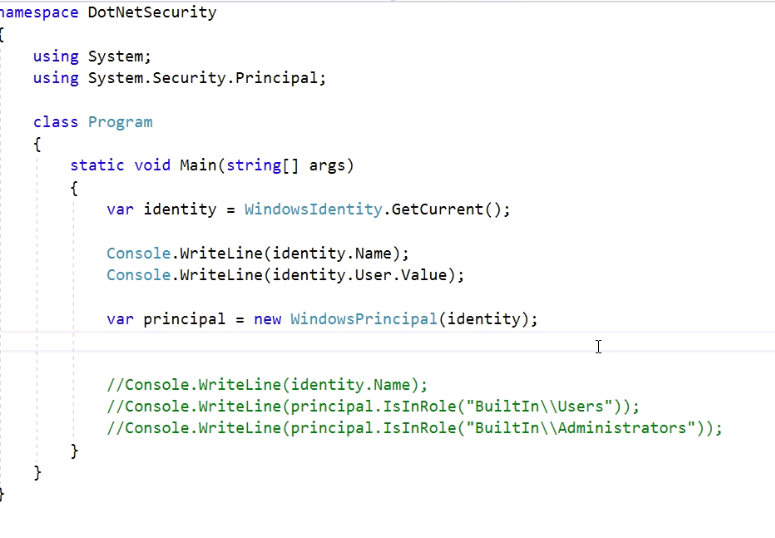 namespace DotNetSecurity
{
    using System;
    using System.Security.Principal;

    class Program
    {
        static void Main(string[] args)
        {
            var identity = WindowsIdentity.GetCurrent();

            Console.WriteLine(identity.Name);
            Console.WriteLine(identity.User.Value);

            var principal = new WindowsPrincipal(identity);


            //Console.WriteLine(identity.Name);
            //Console.WriteLine(principal.IsInRole("BuiltIn\\Users"));
            //Console.WriteLine(principal.IsInRole("BuiltIn\\Administrators"));
        }
    }
}